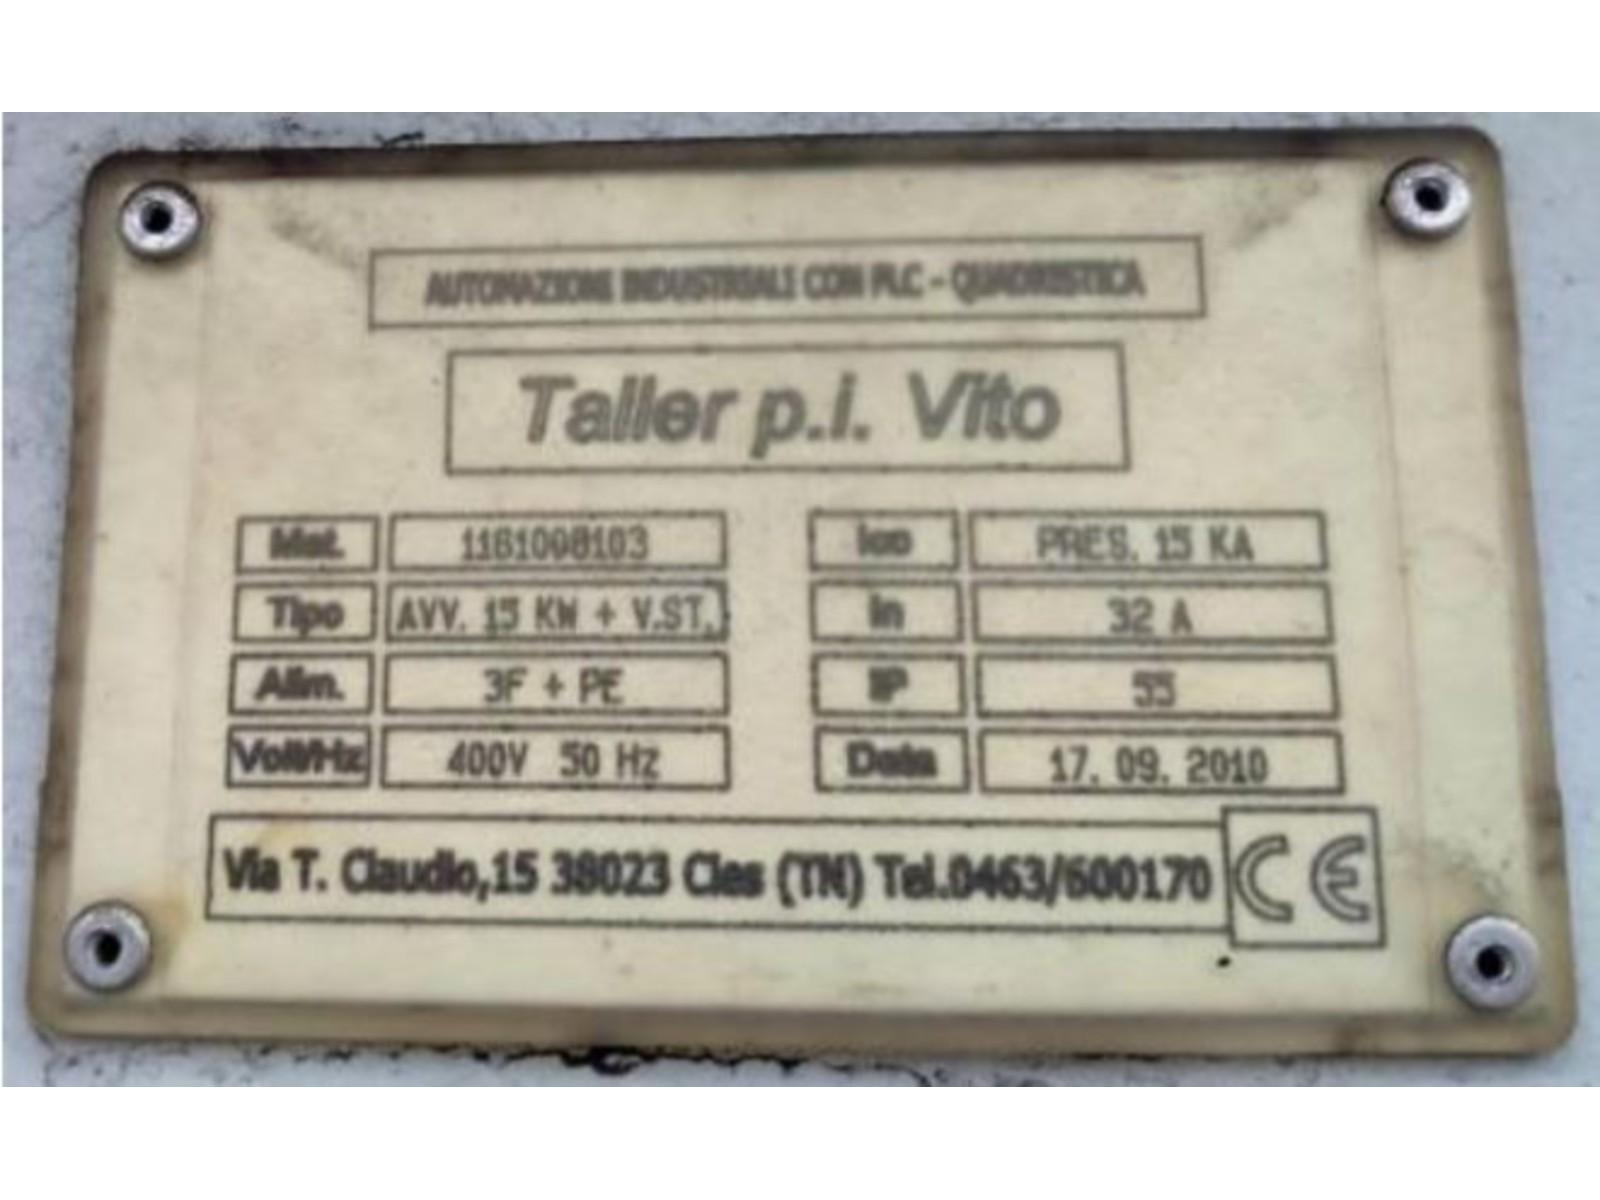 AUTOMAZIONI INDUSTRIALI CON PLC - QUADRISTICA
Taller p.i. Vito
Mat. Icc PRES. 15 KA
Tipo AVV. 15 KW + V.ST. In 32 A
Alim. 3F + PE IP 55
Volt/Hz 400V 50 Hz Data 17. 09. 2010
Via T. Claudio,15 38023 Cles (TN) Tel.0463/600170 CE